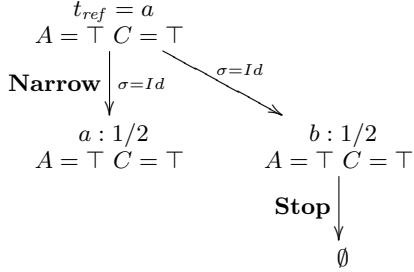 t_ref = a
A = ⊤ C = ⊤
Narrow σ=Id σ=Id
a : 1/2 b : 1/2
A = ⊤ C = ⊤ A = ⊤ C = ⊤
Stop
∅